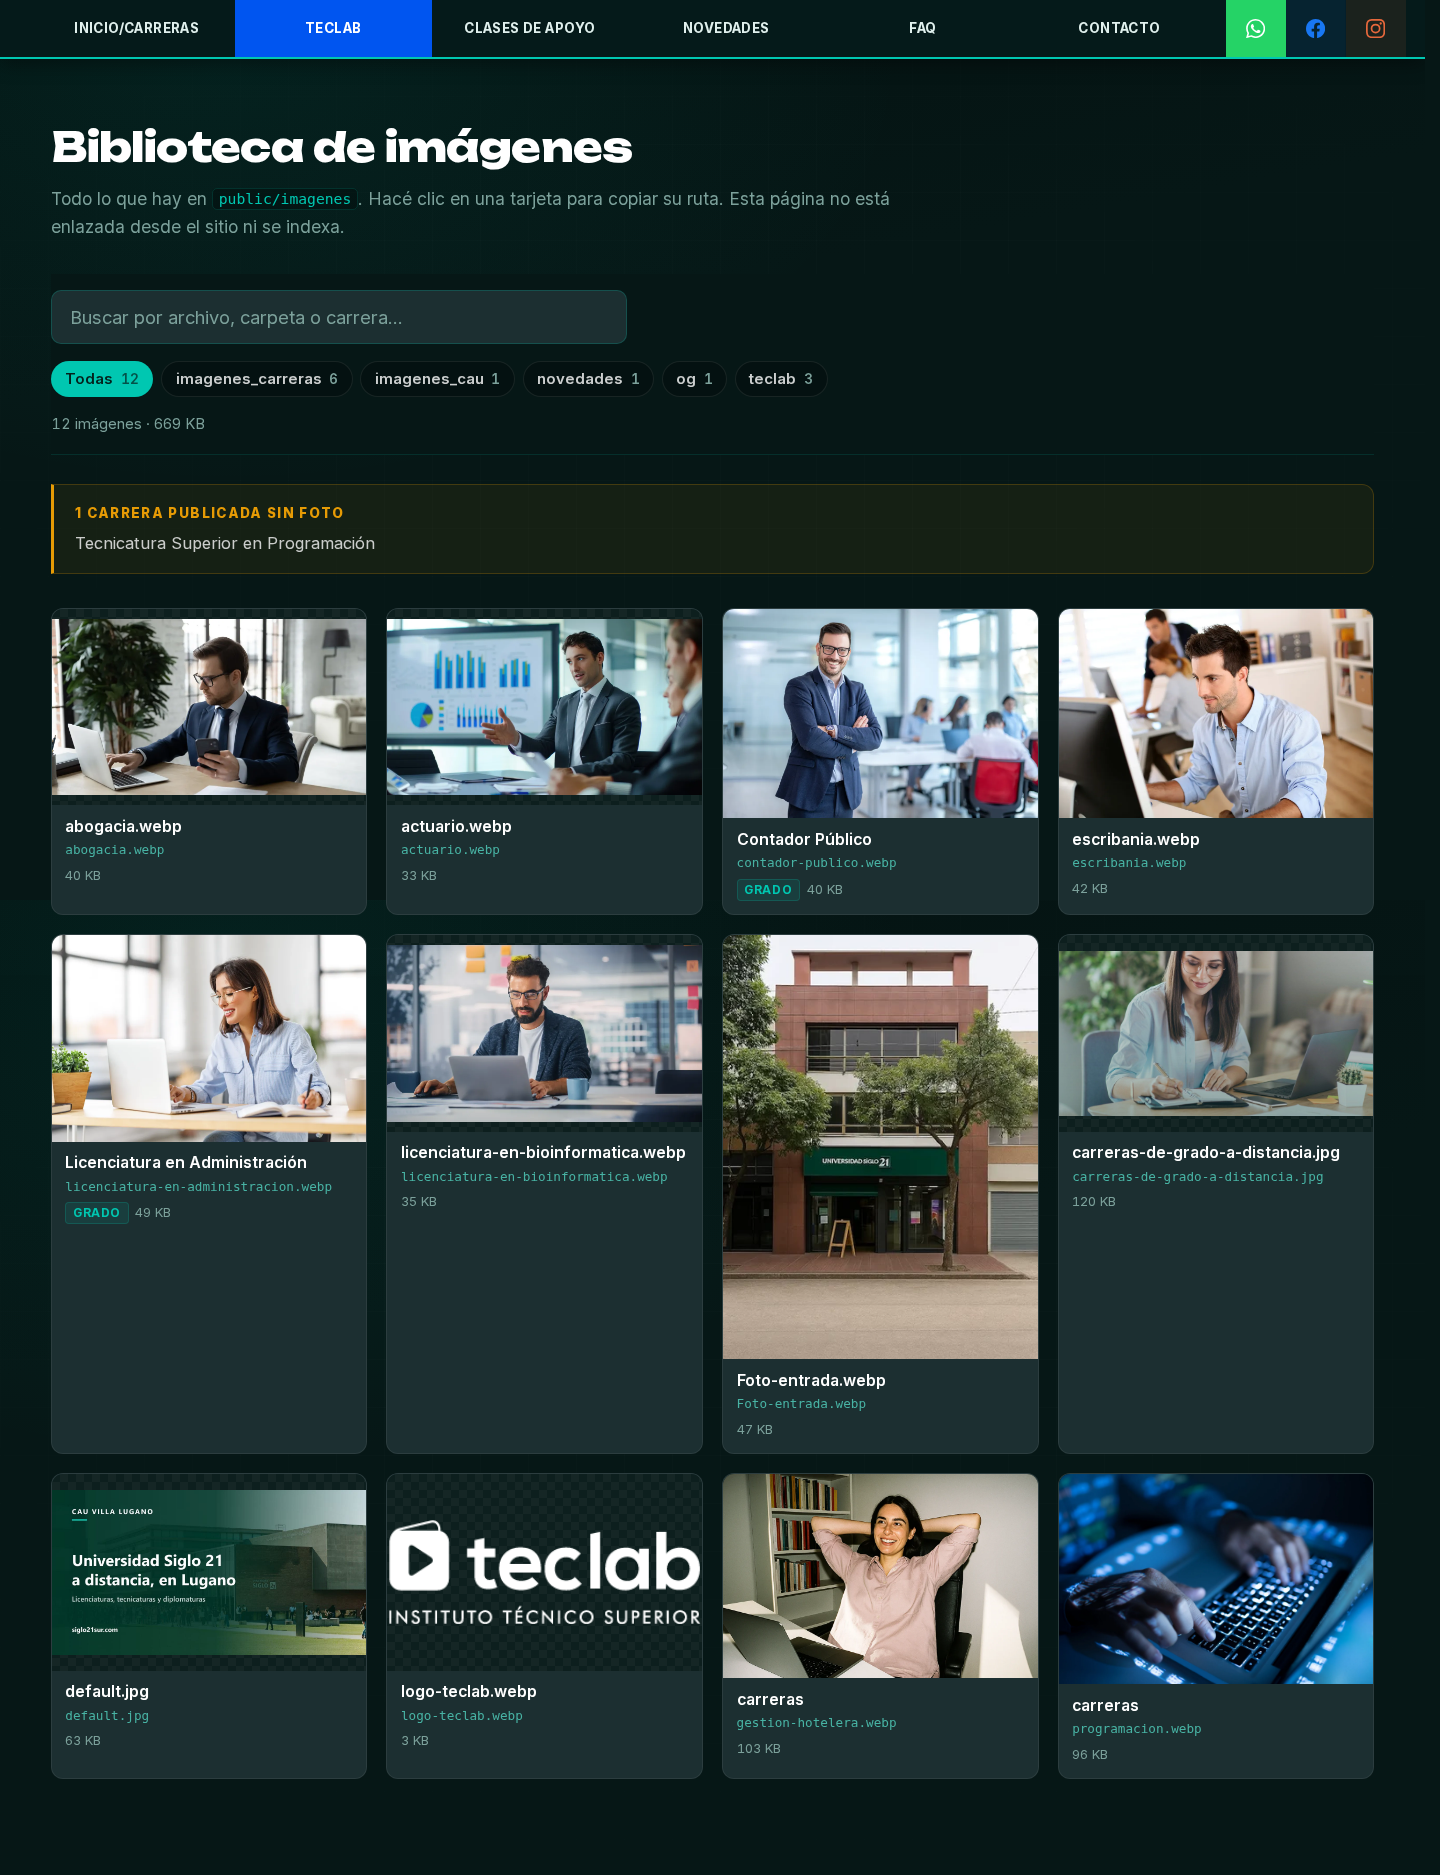 INICIO/CARRERAS TECLAB CLASES DE APOYO NOVEDADES FAQ CONTACTO
Biblioteca de imágenes
Todo lo que hay en public/imagenes. Hacé clic en una tarjeta para copiar su ruta. Esta página no está
enlazada desde el sitio ni se indexa.
Buscar por archivo, carpeta o carrera...
Todas 12 imagenes_carreras 6 imagenes_cau 1 novedades 1 og 1 teclab 3
12 imágenes · 669 KB
1 CARRERA PUBLICADA SIN FOTO
Tecnicatura Superior en Programación
abogacia.webp
abogacia.webp
40 KB
actuario.webp
actuario.webp
33 KB
Contador Público
contador-publico.webp
GRADO 40 KB
escribania.webp
escribania.webp
42 KB
Licenciatura en Administración
licenciatura-en-administracion.webp
GRADO 49 KB
licenciatura-en-bioinformatica.webp
licenciatura-en-bioinformatica.webp
35 KB
UNIVERSIDAD SIGLO 21
Foto-entrada.webp
Foto-entrada.webp
47 KB
carreras-de-grado-a-distancia.jpg
carreras-de-grado-a-distancia.jpg
120 KB
CAU VILLA LUGANO
Universidad Siglo 21
a distancia, en Lugano
Licenciaturas, tecnicaturas y diplomaturas
siglo21sur.com
default.jpg
default.jpg
63 KB
teclab
INSTITUTO TÉCNICO SUPERIOR
logo-teclab.webp
logo-teclab.webp
3 KB
carreras
gestion-hotelera.webp
103 KB
carreras
programacion.webp
96 KB